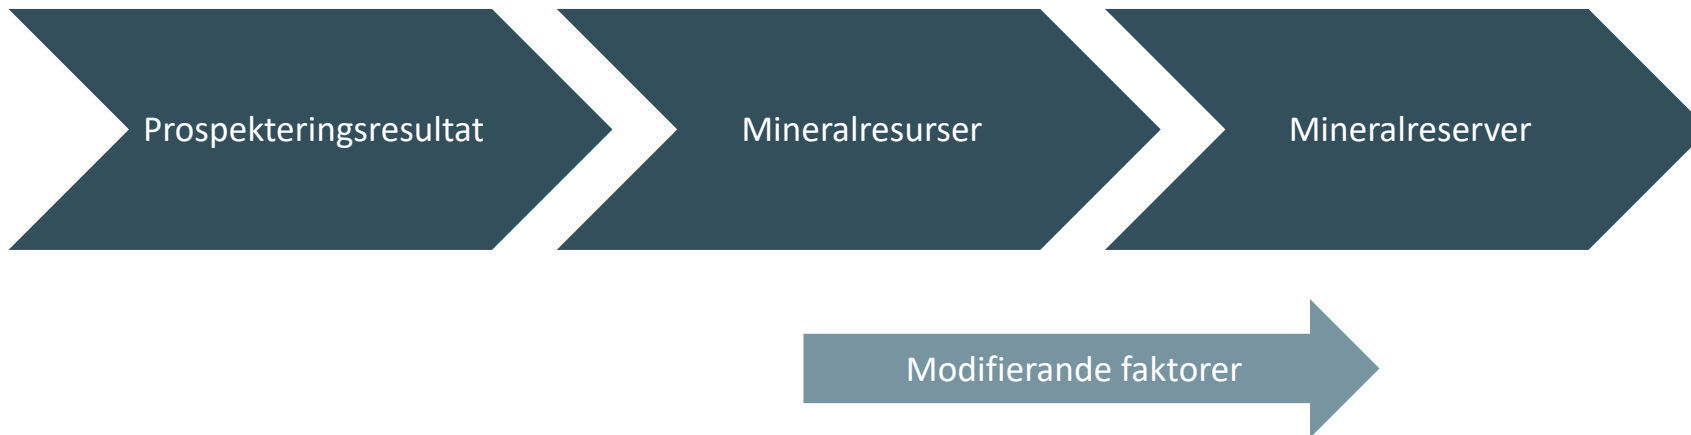 Prospekteringsresultat
Mineralresurser
Mineralreserver
Modifierande faktorer